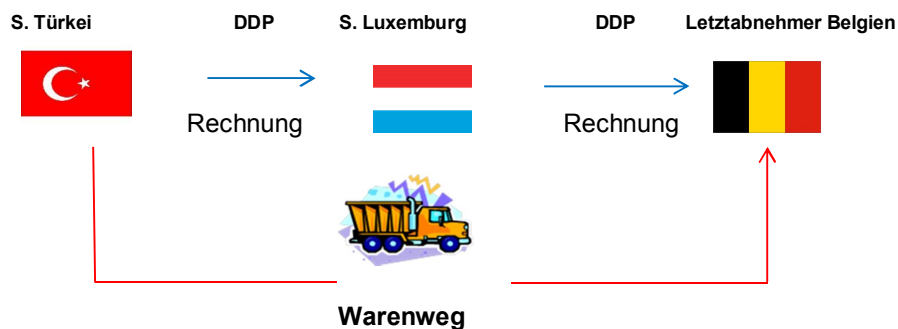 S. Türkei DDP S. Luxemburg DDP Letztabnehmer Belgien
Rechnung Rechnung
Warenweg